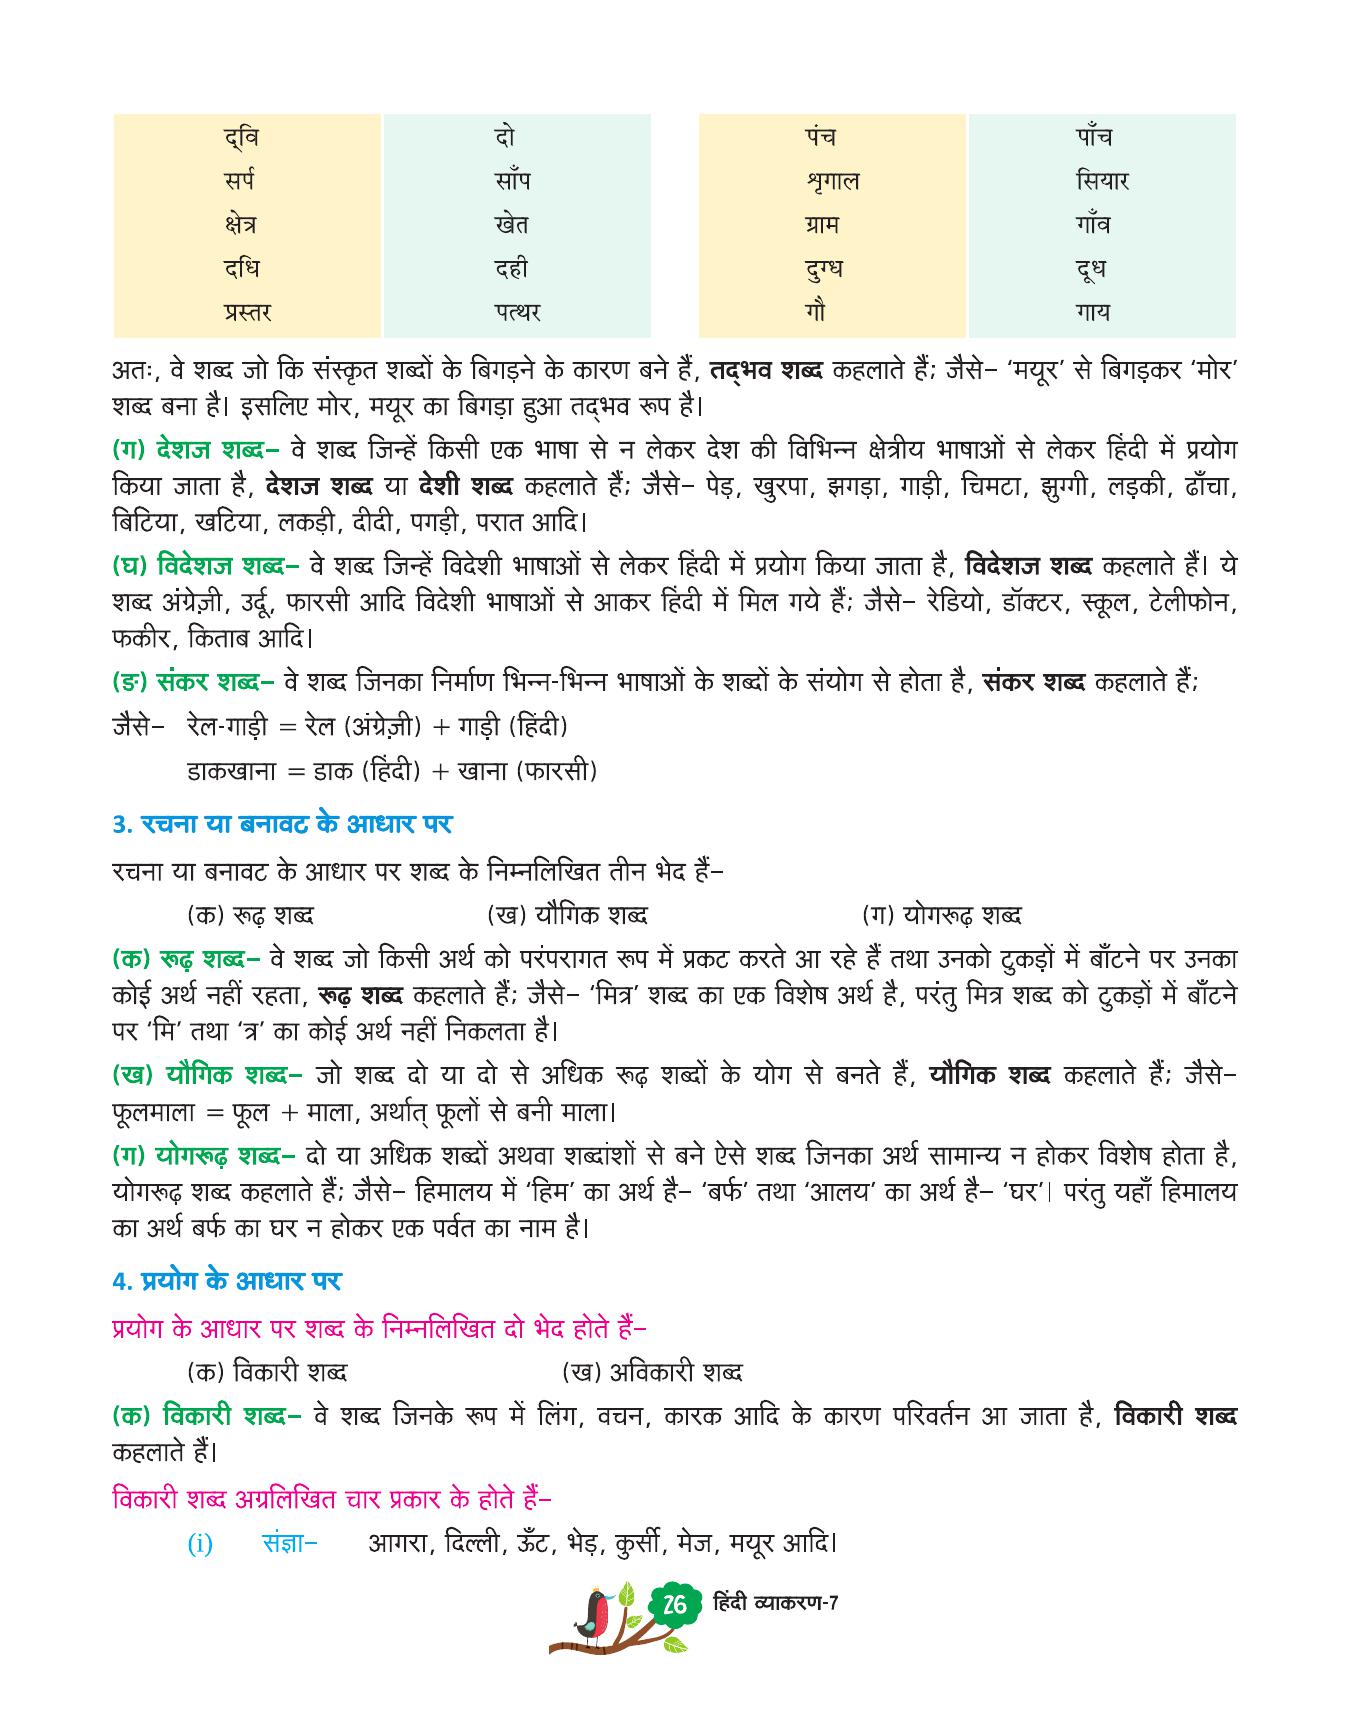 द्‌वि दो पंच पाँच
सर्प साँप शृगाल सियार
क्षेत्र खेत ग्राम गाँव
दधि दही दुग्ध दूध
प्रस्तर पत्थर गौ गाय
अतः, वे शब्द जो कि संस्कृत शब्दों के बिगड़ने के कारण बने हैं, तद्‌भव शब्द कहलाते हैं; जैसे– ‘मयूर’ से बिगड़कर ‘मोर’
शब्द बना है। इसलिए मोर, मयूर का बिगड़ा हुआ तद्‌भव रूप है।
(ग) देशज शब्द– वे शब्द जिन्हें किसी एक भाषा से न लेकर देश की विभिन्न क्षेत्रीय भाषाओं से लेकर हिंदी में प्रयोग
किया जाता है, देशज शब्द या देशी शब्द कहलाते हैं; जैसे– पेड़, खुरपा, झगड़ा, गाड़ी, चिमटा, झुग्गी, लड़की, ढाँचा,
बिटिया, खटिया, लकड़ी, दीदी, पगड़ी, परात आदि।
(घ) विदेशज शब्द– वे शब्द जिन्हें विदेशी भाषाओं से लेकर हिंदी में प्रयोग किया जाता है, विदेशज शब्द कहलाते हैं। ये
शब्द अंग्रेज़ी, उर्दू, फारसी आदि विदेशी भाषाओं से आकर हिंदी में मिल गये हैं; जैसे– रेडियो, डॉक्टर, स्कूल, टेलीफोन,
फकीर, किताब आदि।
(ङ) संकर शब्द– वे शब्द जिनका निर्माण भिन्न-भिन्न भाषाओं के शब्दों के संयोग से होता है, संकर शब्द कहलाते हैं;
जैसे– रेल-गाड़ी = रेल (अंग्रेज़ी) + गाड़ी (हिंदी)
डाकखाना = डाक (हिंदी) + खाना (फारसी)
3. रचना या बनावट के आधार पर
रचना या बनावट के आधार पर शब्द के निम्नलिखित तीन भेद हैं–
(क) रूढ़ शब्द (ख) यौगिक शब्द (ग) योगरूढ़ शब्द
(क) रूढ़ शब्द– वे शब्द जो किसी अर्थ को परंपरागत रूप में प्रकट करते आ रहे हैं तथा उनको टुकड़ों में बाँटने पर उनका
कोई अर्थ नहीं रहता, रूढ़ शब्द कहलाते हैं; जैसे– ‘मित्र’ शब्द का एक विशेष अर्थ है, परंतु मित्र शब्द को टुकड़ों में बाँटने
पर ‘मि’ तथा ‘त्र’ का कोई अर्थ नहीं निकलता है।
(ख) यौगिक शब्द– जो शब्द दो या दो से अधिक रूढ़ शब्दों के योग से बनते हैं, यौगिक शब्द कहलाते हैं; जैसे–
फूलमाला = फूल + माला, अर्थात् फूलों से बनी माला।
(ग) योगरूढ़ शब्द– दो या अधिक शब्दों अथवा शब्दांशों से बने ऐसे शब्द जिनका अर्थ सामान्य न होकर विशेष होता है,
योगरूढ़ शब्द कहलाते हैं; जैसे– हिमालय में ‘हिम’ का अर्थ है– ‘बर्फ’ तथा ‘आलय’ का अर्थ है– ‘घर’। परंतु यहाँ हिमालय
का अर्थ बर्फ का घर न होकर एक पर्वत का नाम है।
4. प्रयोग के आधार पर
प्रयोग के आधार पर शब्द के निम्नलिखित दो भेद होते हैं–
(क) विकारी शब्द (ख) अविकारी शब्द
(क) विकारी शब्द– वे शब्द जिनके रूप में लिंग, वचन, कारक आदि के कारण परिवर्तन आ जाता है, विकारी शब्द
कहलाते हैं।
विकारी शब्द अग्रलिखित चार प्रकार के होते हैं–
(i) संज्ञा– आगरा, दिल्ली, ऊँट, भेड़, कुर्सी, मेज, मयूर आदि।
26 हिंदी व्याकरण-7